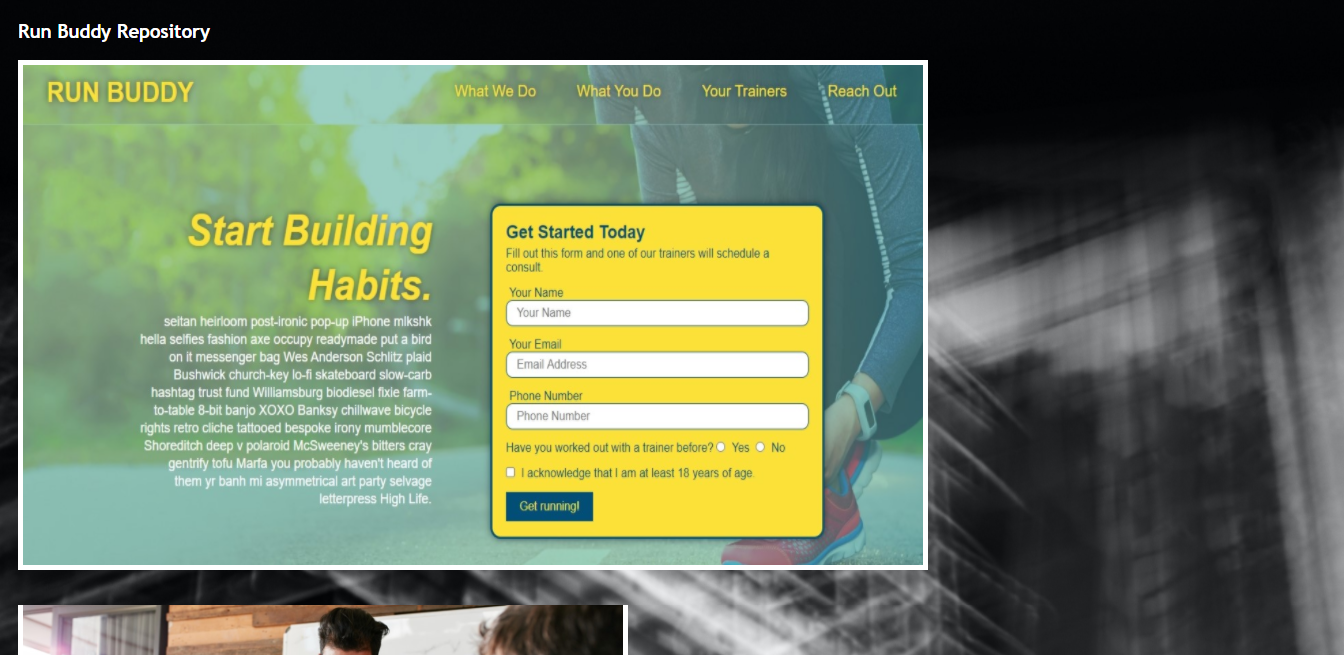 Run Buddy Repository
RUN BUDDY
What We Do
What You Do
Your Trainers
Reach Out
Start Building
Habits.
seitan heirloom post-ironic pop-up iPhone mlkshk
hella selfies fashion axe occupy readymade put a bird
on it messenger bag Wes Anderson Schlitz plaid
Bushwick church-key lo-fi skateboard slow-carb
hashtag trust fund Williamsburg biodiesel fixie farm-
to-table 8-bit banjo XOXO Banksy chillwave bicycle
rights retro cliche tattooed bespoke irony mumblecore
Shoreditch deep v polaroid McSweeney's bitters cray
gentrify tofu Marfa you probably haven't heard of
them yr banh mi asymmetrical art party selvage
letterpress High Life.
Get Started Today
Fill out this form and one of our trainers will schedule a
consult.
Your Name
Your Name
Your Email
Email Address
Phone Number
Phone Number
Have you worked out with a trainer before? Yes No
I acknowledge that I am at least 18 years of age.
Get running!